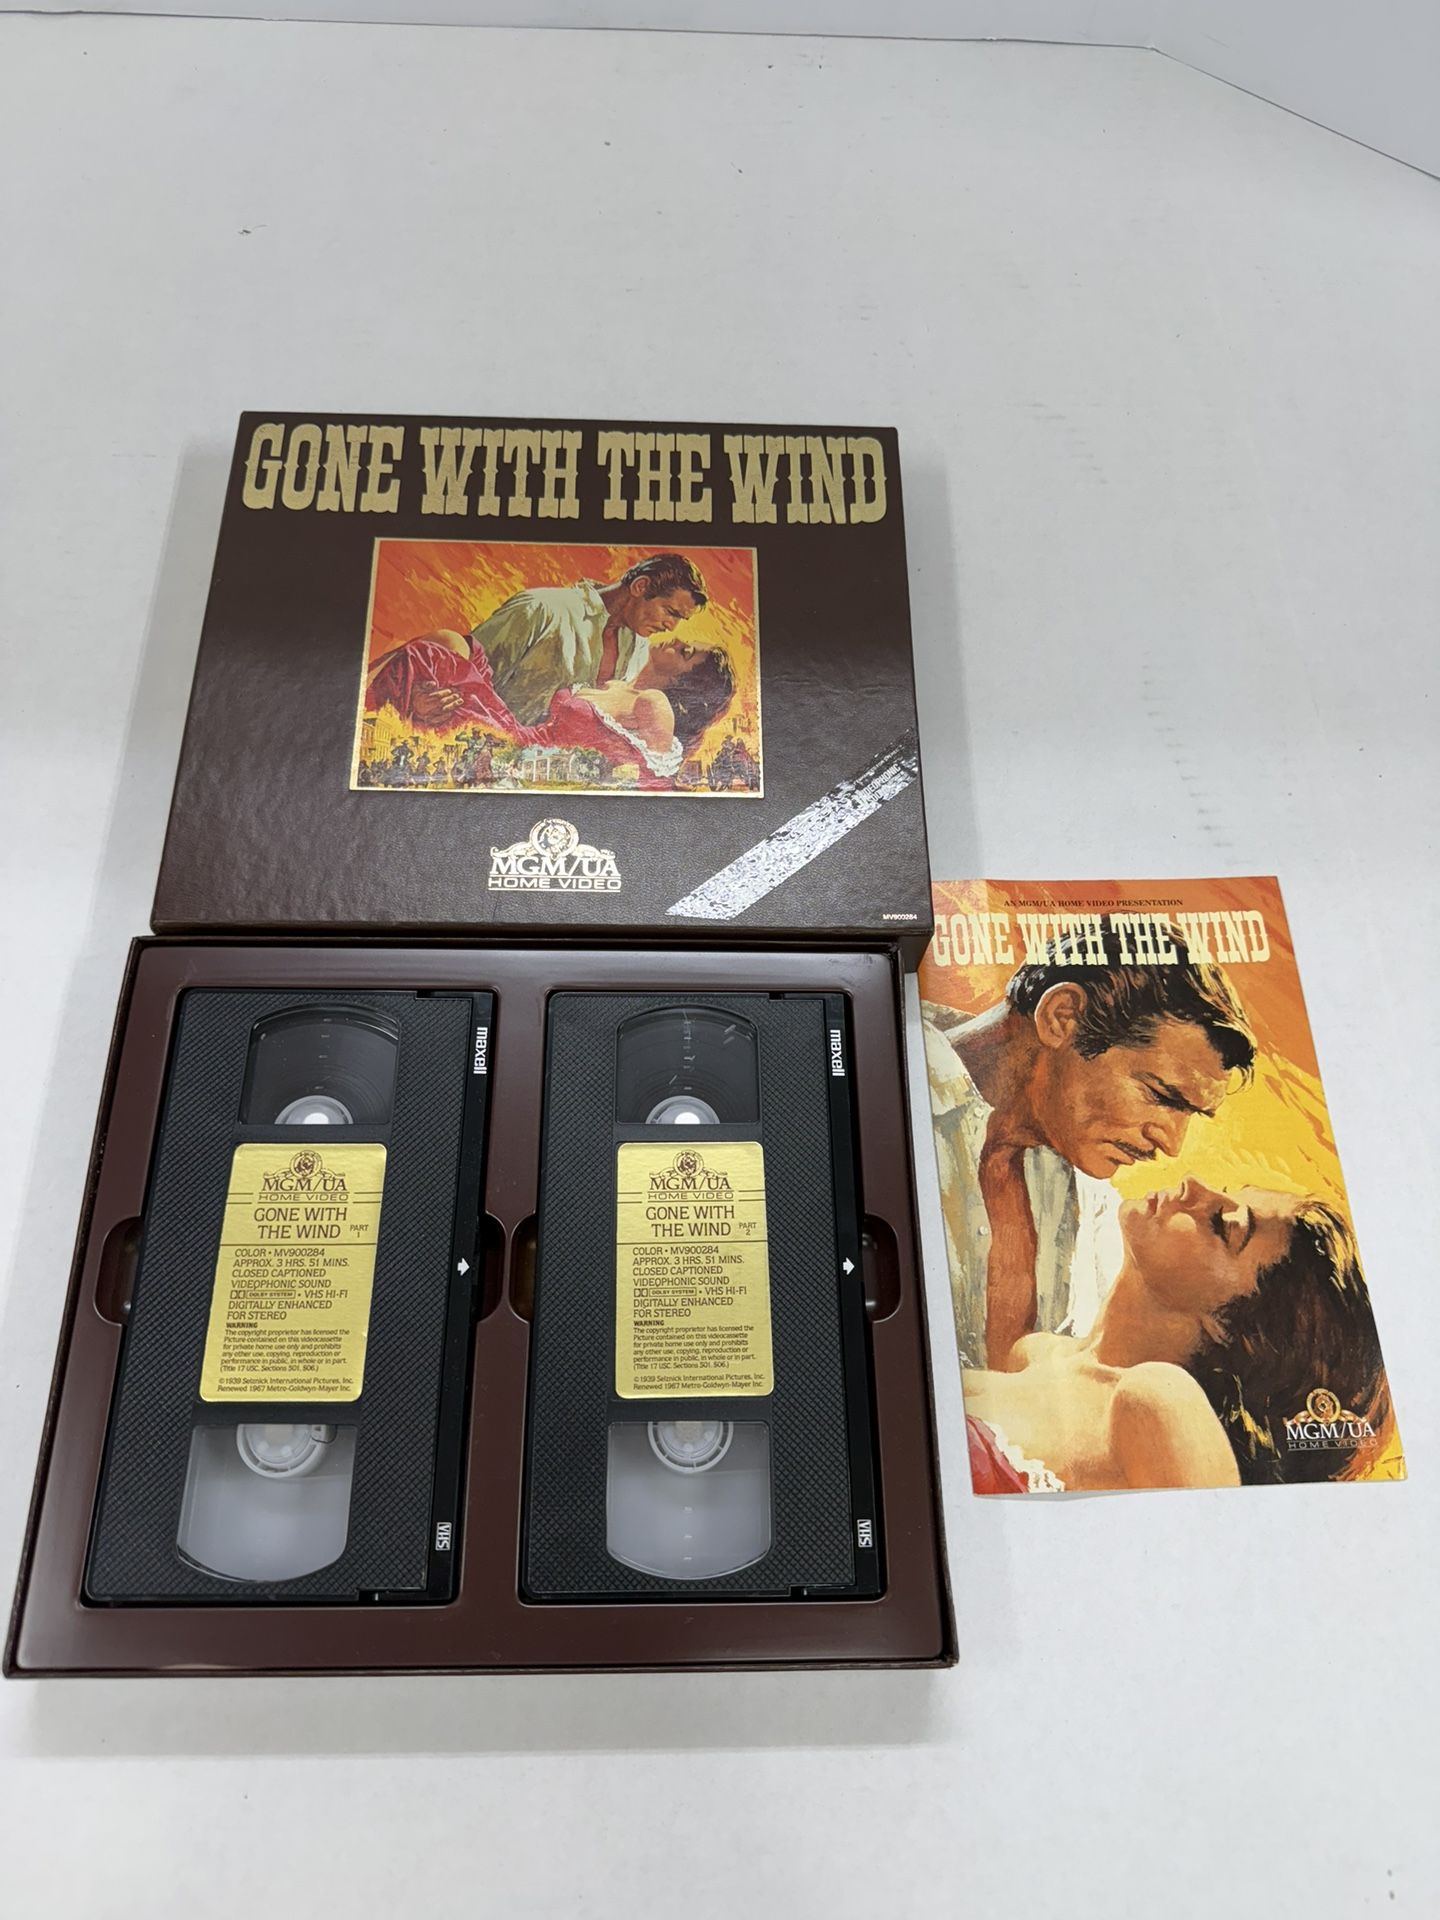 GONE WITH THE WIND
MGM/UA
HOME VIDEO
MV900284
AN MGM/UA HOME VIDEO PRESENTATION
GONE WITH THE WIND
MGM/UA
HOME VIDEO
maxell
MGM/UA
HOME VIDEO
GONE WITH
THE WIND PART 1
COLOR • MV900284
APPROX. 3 HRS. 51 MINS.
CLOSED CAPTIONED
VIDEOPHONIC SOUND
DOLBY SYSTEM • VHS HI-FI
DIGITALLY ENHANCED
FOR STEREO
WARNING
The copyright proprietor has licensed the
Picture contained on this videocassette
for private home use only and prohibits
any other use, copying, reproduction or
performance in public, in whole or in part.
(Title 17 USC. Sections 501, 506.)
©1939 Selznick International Pictures, Inc.
Renewed 1967 Metro-Goldwyn-Mayer Inc.
VHS
maxell
MGM/UA
HOME VIDEO
GONE WITH
THE WIND PART 2
COLOR • MV900284
APPROX. 3 HRS. 51 MINS.
CLOSED CAPTIONED
VIDEOPHONIC SOUND
DOLBY SYSTEM • VHS HI-FI
DIGITALLY ENHANCED
FOR STEREO
WARNING
The copyright proprietor has licensed the
Picture contained on this videocassette
for private home use only and prohibits
any other use, copying, reproduction or
performance in public, in whole or in part.
(Title 17 USC. Sections 501, 506.)
©1939 Selznick International Pictures, Inc.
Renewed 1967 Metro-Goldwyn-Mayer Inc.
VHS